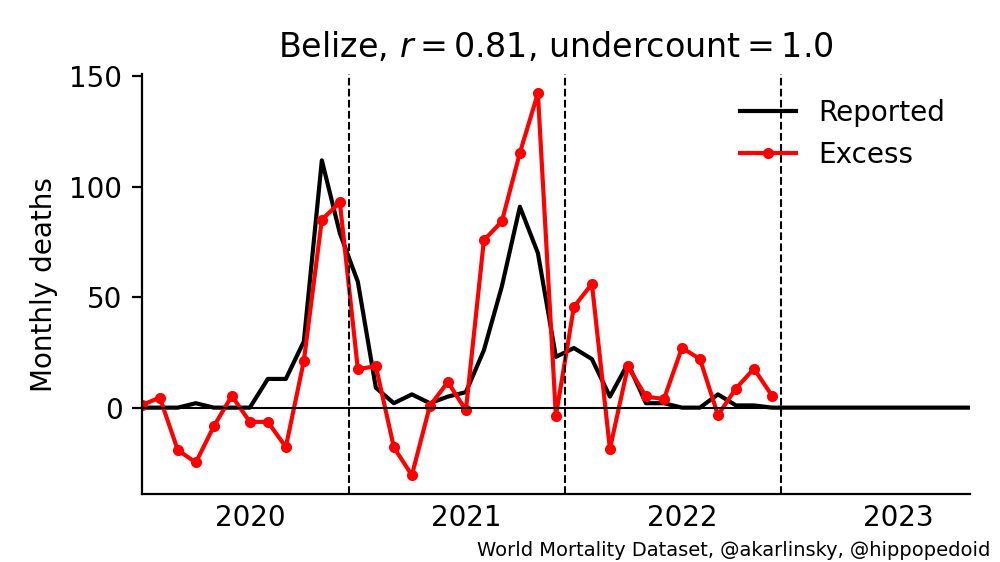 Belize, r = 0.81, undercount = 1.0
Monthly deaths
150
100
50
0
Reported
Excess
2020 2021 2022 2023
World Mortality Dataset, @akarlinsky, @hippopedoid